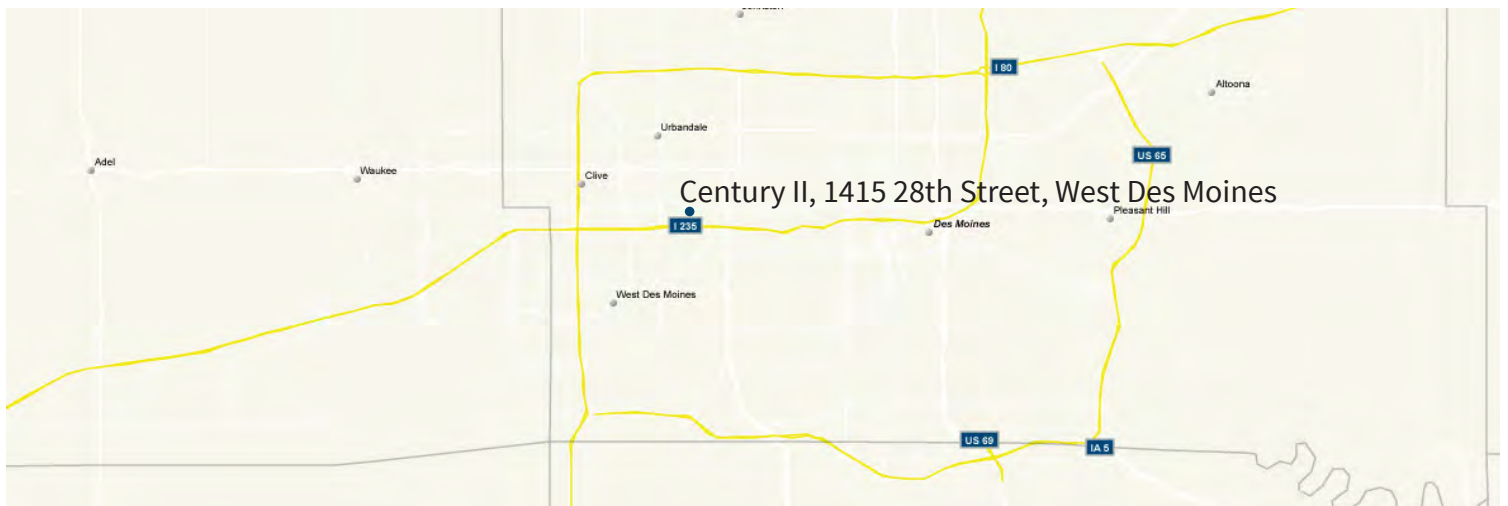 I 80
Altoona
Urbandale
US 65
Adel
Waukee
Clive
Century II, 1415 28th Street, West Des Moines
Pleasant Hill
I 235
Des Moines
West Des Moines
US 69
IA 5